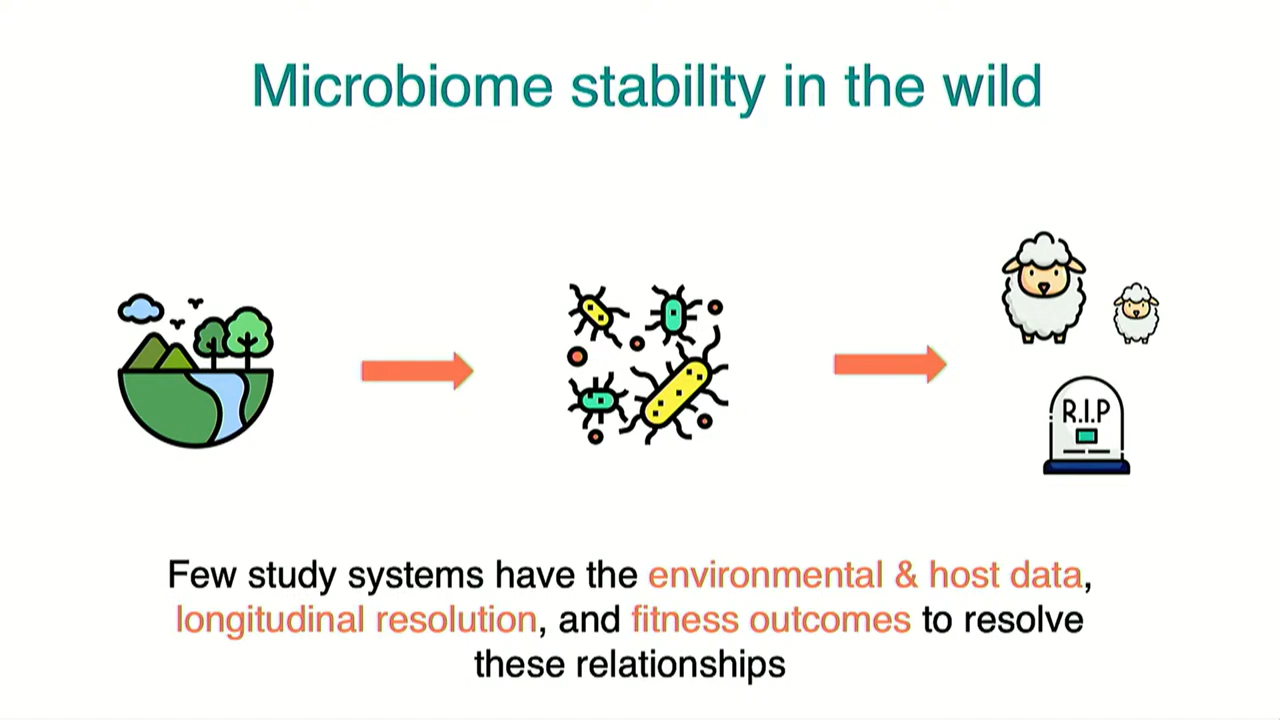 Microbiome stability in the wild
R.I.P
Few study systems have the environmental & host data,
longitudinal resolution, and fitness outcomes to resolve
these relationships